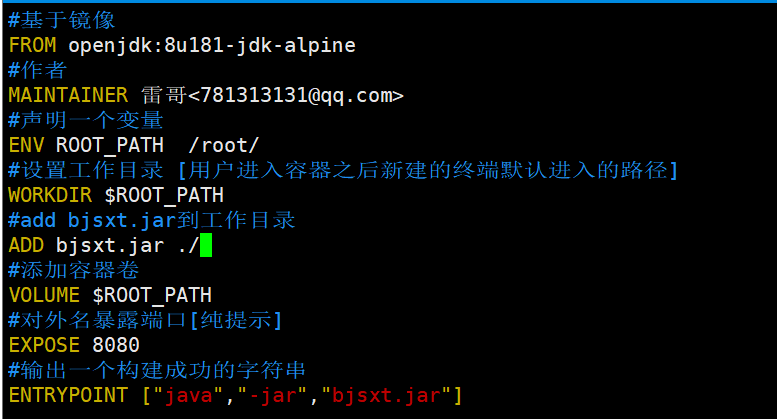 #基于镜像
FROM openjdk:8u181-jdk-alpine
#作者
MAINTAINER 雷哥<781313131@qq.com>
#声明一个变量
ENV ROOT_PATH  /root/
#设置工作目录 [用户进入容器之后新建的终端默认进入的路径]
WORKDIR $ROOT_PATH
#add bjsxt.jar到工作目录
ADD bjsxt.jar ./
#添加容器卷
VOLUME $ROOT_PATH
#对外名暴露端口[纯提示]
EXPOSE 8080
#输出一个构建成功的字符串
ENTRYPOINT ["java","-jar","bjsxt.jar"]